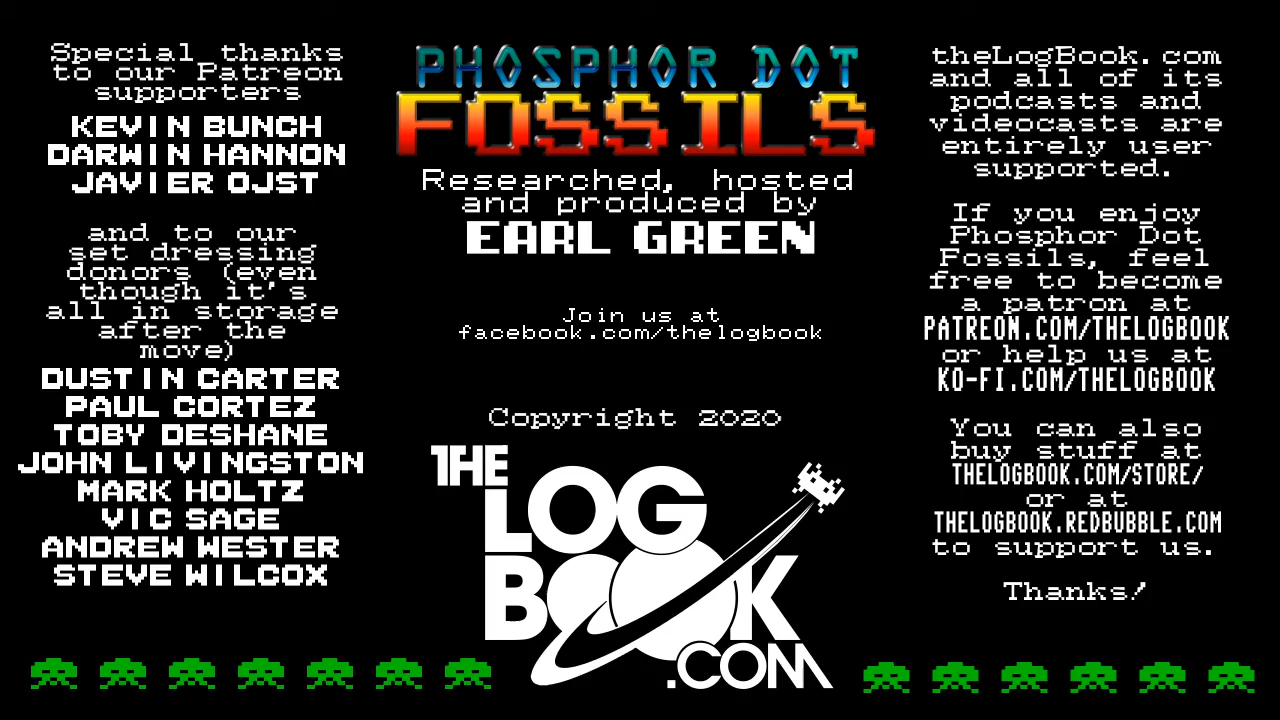 Special thanks
to our Patreon
supporters
KEVIN BUNCH
DARWIN HANNON
JAVIER OJST
and to our
set dressing
donors (even
though it's
all in storage
after the
move)
DUSTIN CARTER
PAUL CORTEZ
TOBY DESHANE
JOHN LIVINGSTON
MARK HOLTZ
VIC SAGE
ANDREW WESTER
STEVE WILCOX
PHOSPHOR DOT
FOSSILS
Researched, hosted
and produced by
EARL GREEN
Join us at
facebook.com/thelogbook
Copyright 2020
THE
LOG
BOOK
.COM
theLogBook.com
and all of its
podcasts and
videocasts are
entirely user
supported.
If you enjoy
Phosphor Dot
Fossils, feel
free to become
a patron at
PATREON.COM/THELOGBOOK
or help us at
KO-FI.COM/THELOGBOOK
You can also
buy stuff at
THELOGBOOK.COM/STORE/
or at
THELOGBOOK.REDBUBBLE.COM
to support us.
Thanks!